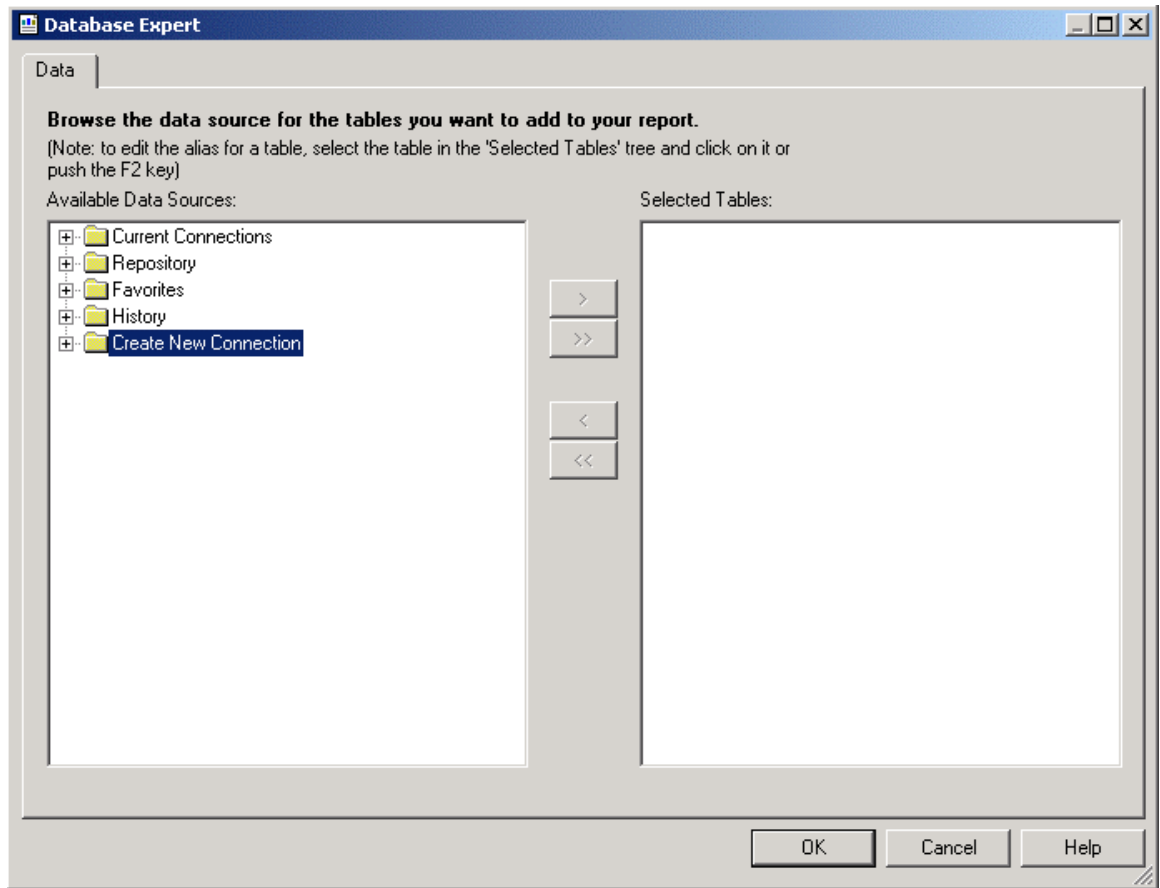 Database Expert
Data
Browse the data source for the tables you want to add to your report.
(Note: to edit the alias for a table, select the table in the 'Selected Tables' tree and click on it or
push the F2 key)
Available Data Sources:
Current Connections
Repository
Favorites
History
Create New Connection
>
>>
<
<<
Selected Tables:
OK
Cancel
Help